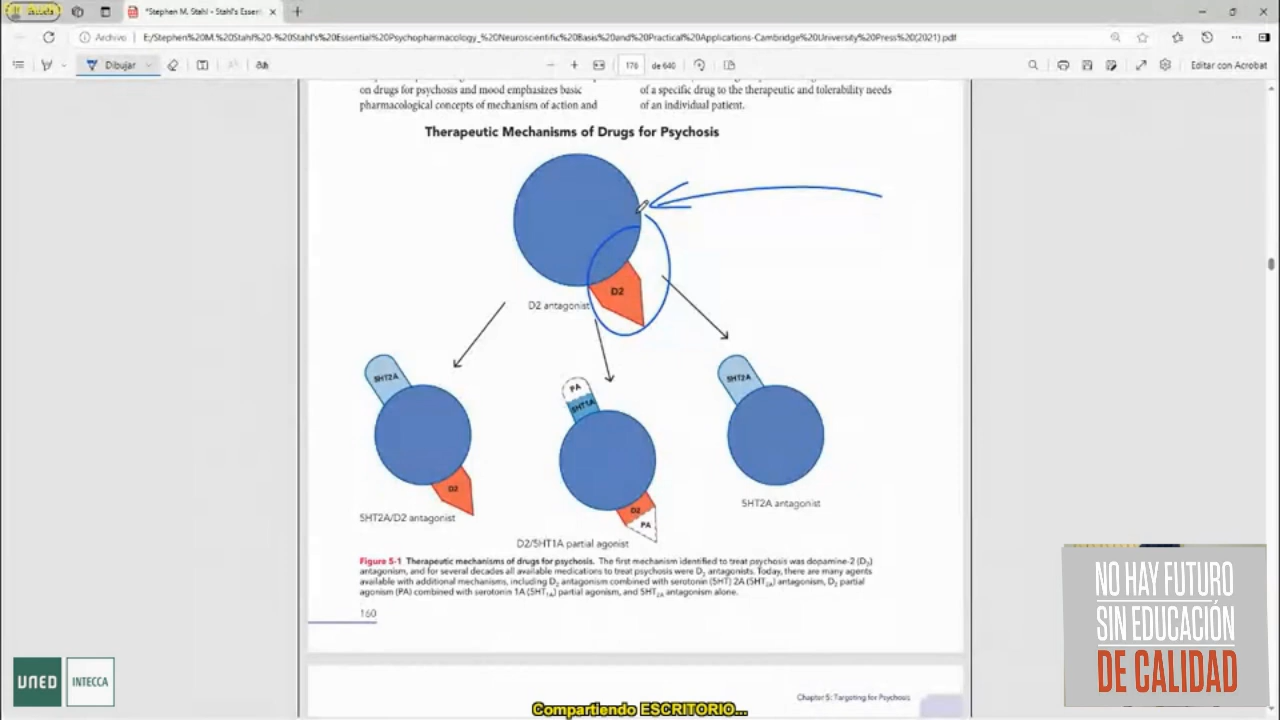 Escucha
*Stephen M. Stahl - Stahl's Essen
Archivo
E:/Stephen%20M.%20Stahl%20-%20Stahl's%20Essential%20Psychopharmacology_%20Neuroscientific%20Basis%20and%20Practical%20Applications-Cambridge%20University%20Press%20(2021).pdf
Dibujar
176
de 640
Editar con Acrobat
on drugs for psychosis and mood emphasizes basic
pharmacological concepts of mechanism of action and
of a specific drug to the therapeutic and tolerability needs
of an individual patient.
Therapeutic Mechanisms of Drugs for Psychosis
D2
D2 antagonist
5HT2A
D2
5HT2A/D2 antagonist
PA
5HT1A
D2
PA
D2/5HT1A partial agonist
5HT2A
5HT2A antagonist
Figure 5-1 Therapeutic mechanisms of drugs for psychosis. The first mechanism identified to treat psychosis was dopamine-2 (D2)
antagonism, and for several decades all available medications to treat psychosis were D2 antagonists. Today, there are many agents
available with additional mechanisms, including D2 antagonism combined with serotonin (5HT) 2A (5HT2A) antagonism, D2 partial
agonism (PA) combined with serotonin 1A (5HT1A) partial agonism, and 5HT2A antagonism alone.
160
Chapter 5: Targeting for Psychosis
UNED
INTECCA
Compartiendo ESCRITORIO...
NO HAY FUTURO
SIN EDUCACIÓN
DE CALIDAD